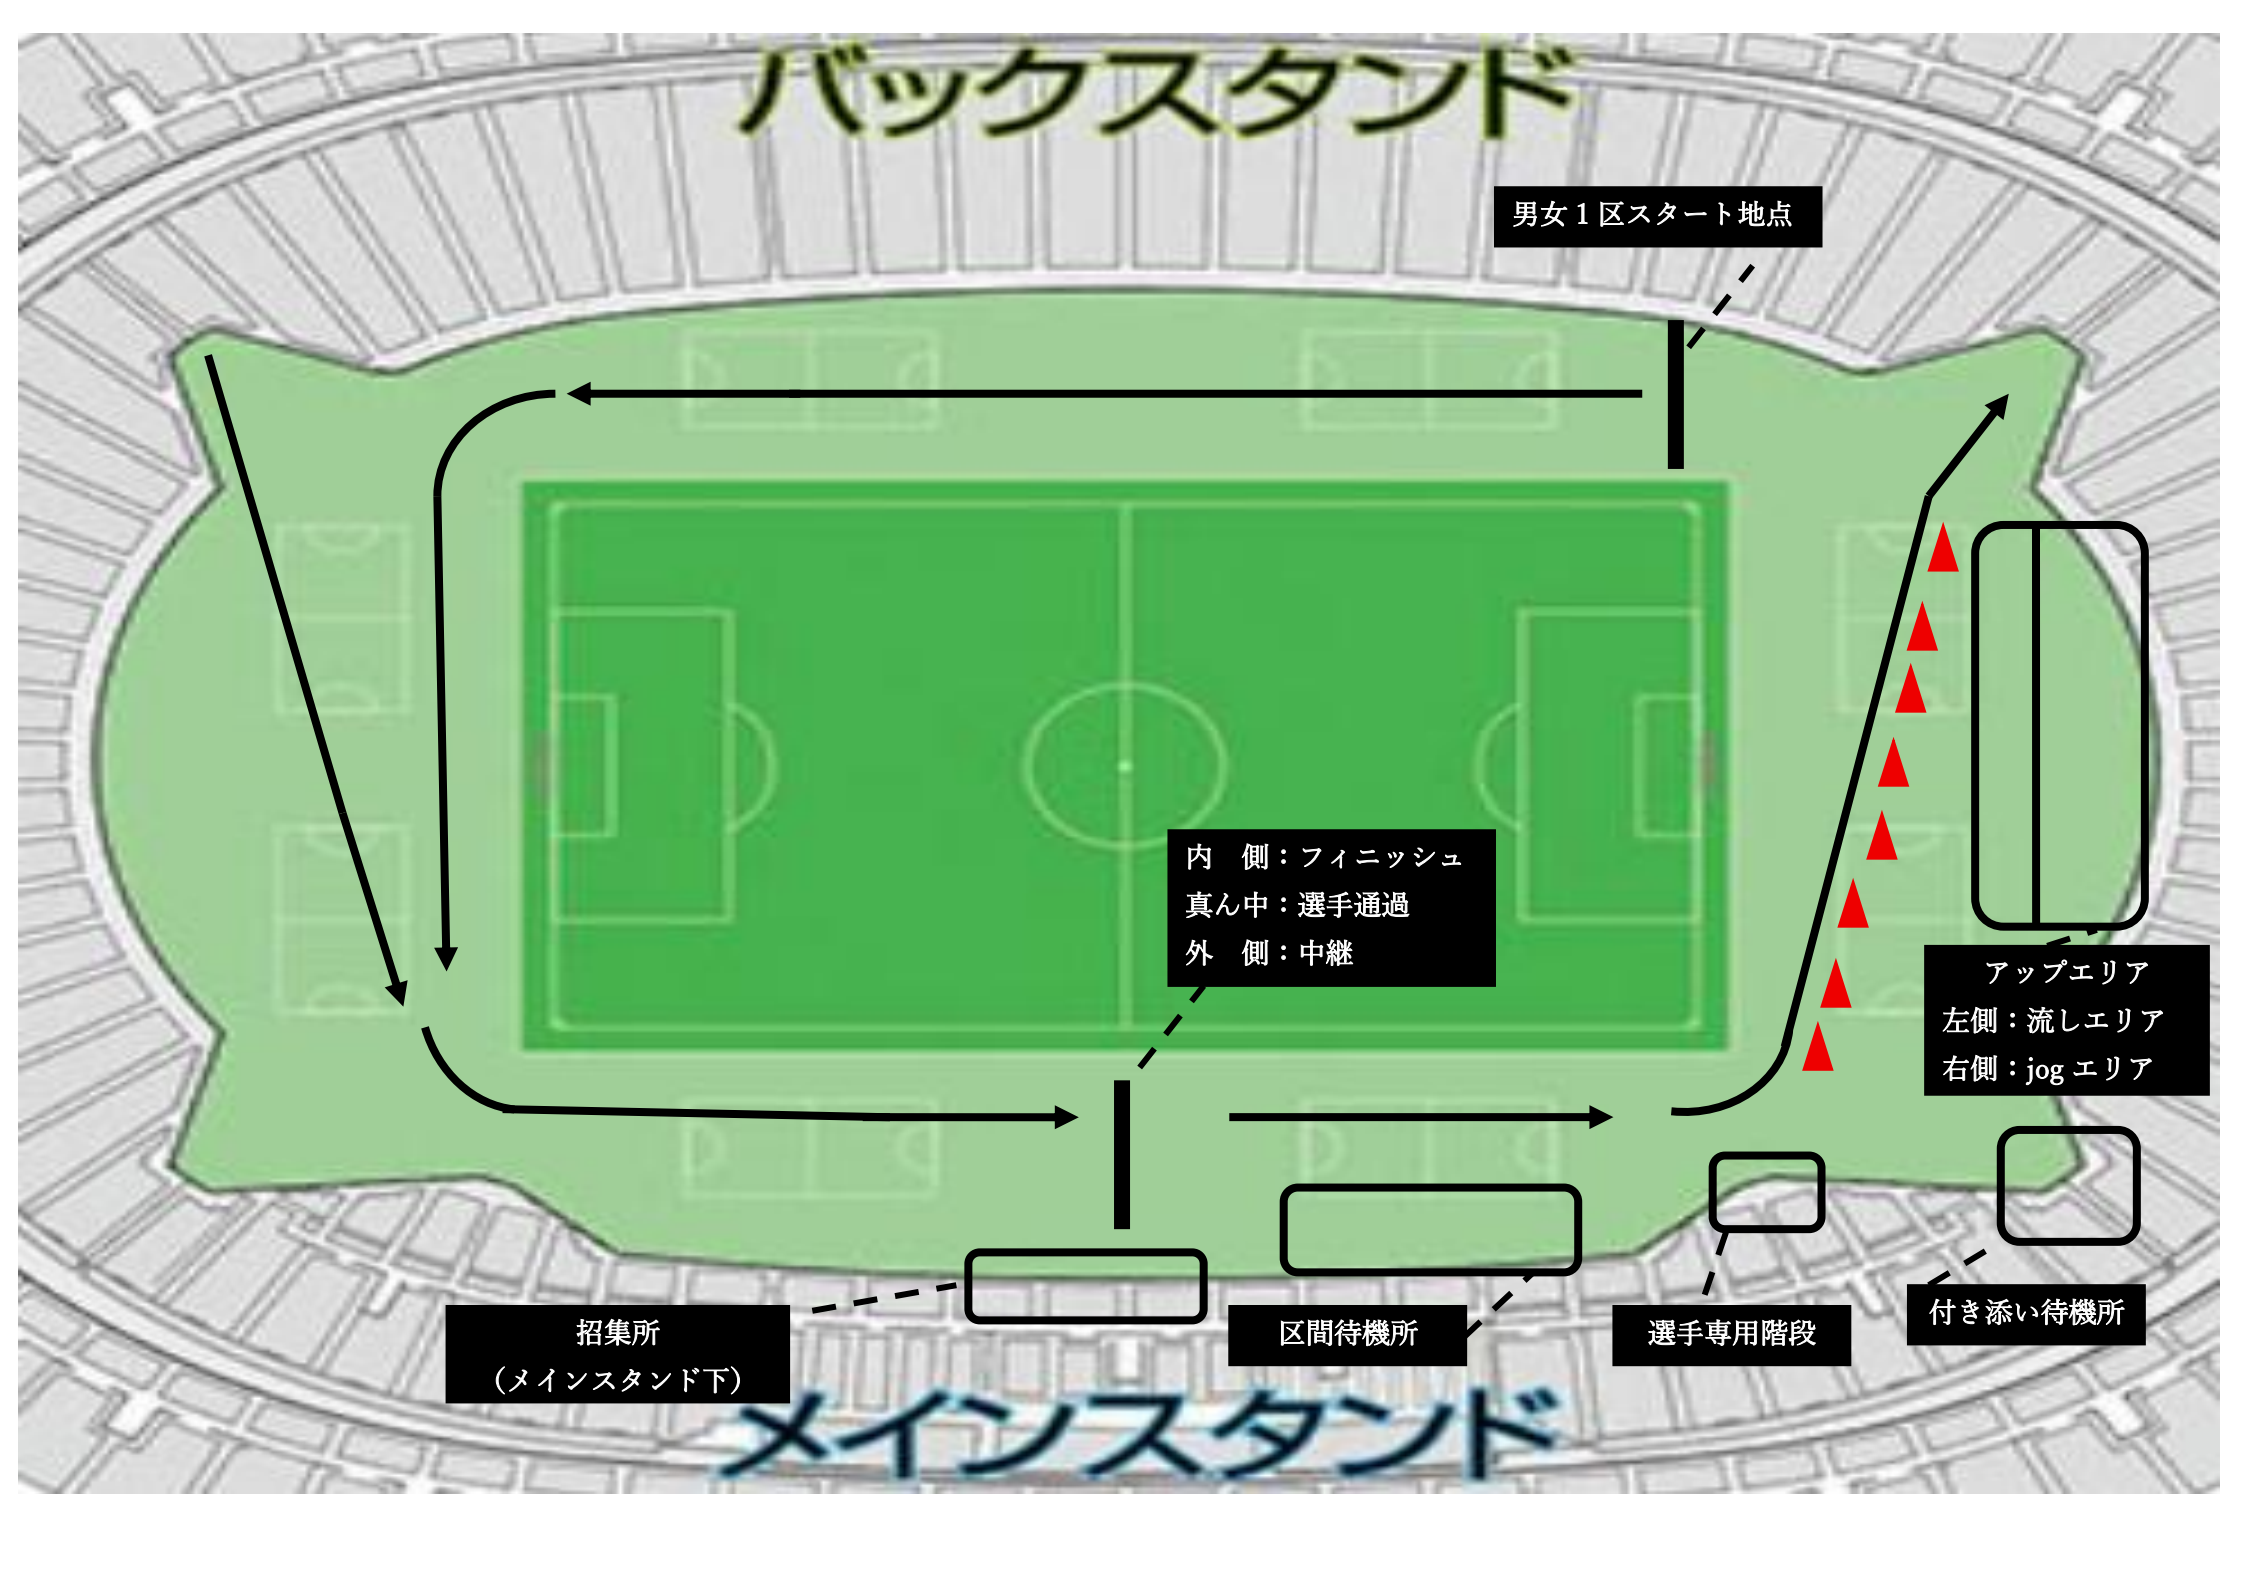 バックスタンド
男女1区スタート地点
内　側：フィニッシュ
真ん中：選手通過
外　側：中継
アップエリア
左側：流しエリア
右側：jogエリア
招集所
（メインスタンド下）
区間待機所
選手専用階段
付き添い待機所
メインスタンド